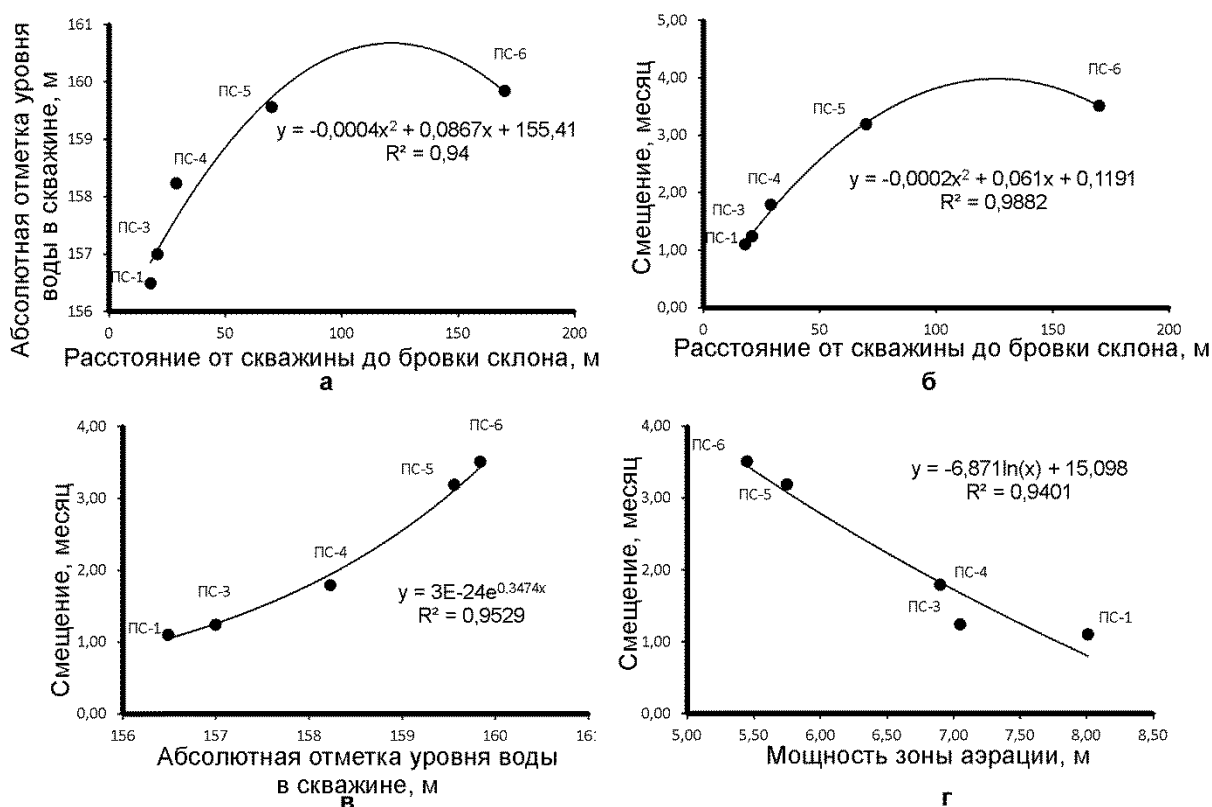 Абсолютная отметка уровня
воды в скважине, м
161
160
159
158
157
156
ПС-1
ПС-3
ПС-4
ПС-5
ПС-6
y = -0,0004x² + 0,0867x + 155,41
R² = 0,94
0 50 100 150 200
Расстояние от скважины до бровки склона, м
а
Смещение, месяц
5,00
4,00
3,00
2,00
1,00
0,00
ПС-1
ПС-3
ПС-4
ПС-5
ПС-6
y = -0,0002x² + 0,061x + 0,1191
R² = 0,9882
0 50 100 150 200
Расстояние от скважины до бровки склона, м
б
Смещение, месяц
4,00
3,00
2,00
1,00
0,00
ПС-1
ПС-3
ПС-4
ПС-5
ПС-6
y = 3E-24e^0,3474x
R² = 0,9529
156 157 158 159 160 161
Абсолютная отметка уровня воды
в скважине, м
в
Смещение, месяц
4,00
3,00
2,00
1,00
0,00
ПС-6
ПС-5
ПС-4
ПС-3
ПС-1
y = -6,871ln(x) + 15,098
R² = 0,9401
5,00 5,50 6,00 6,50 7,00 7,50 8,00 8,50
Мощность зоны аэрации, м
г